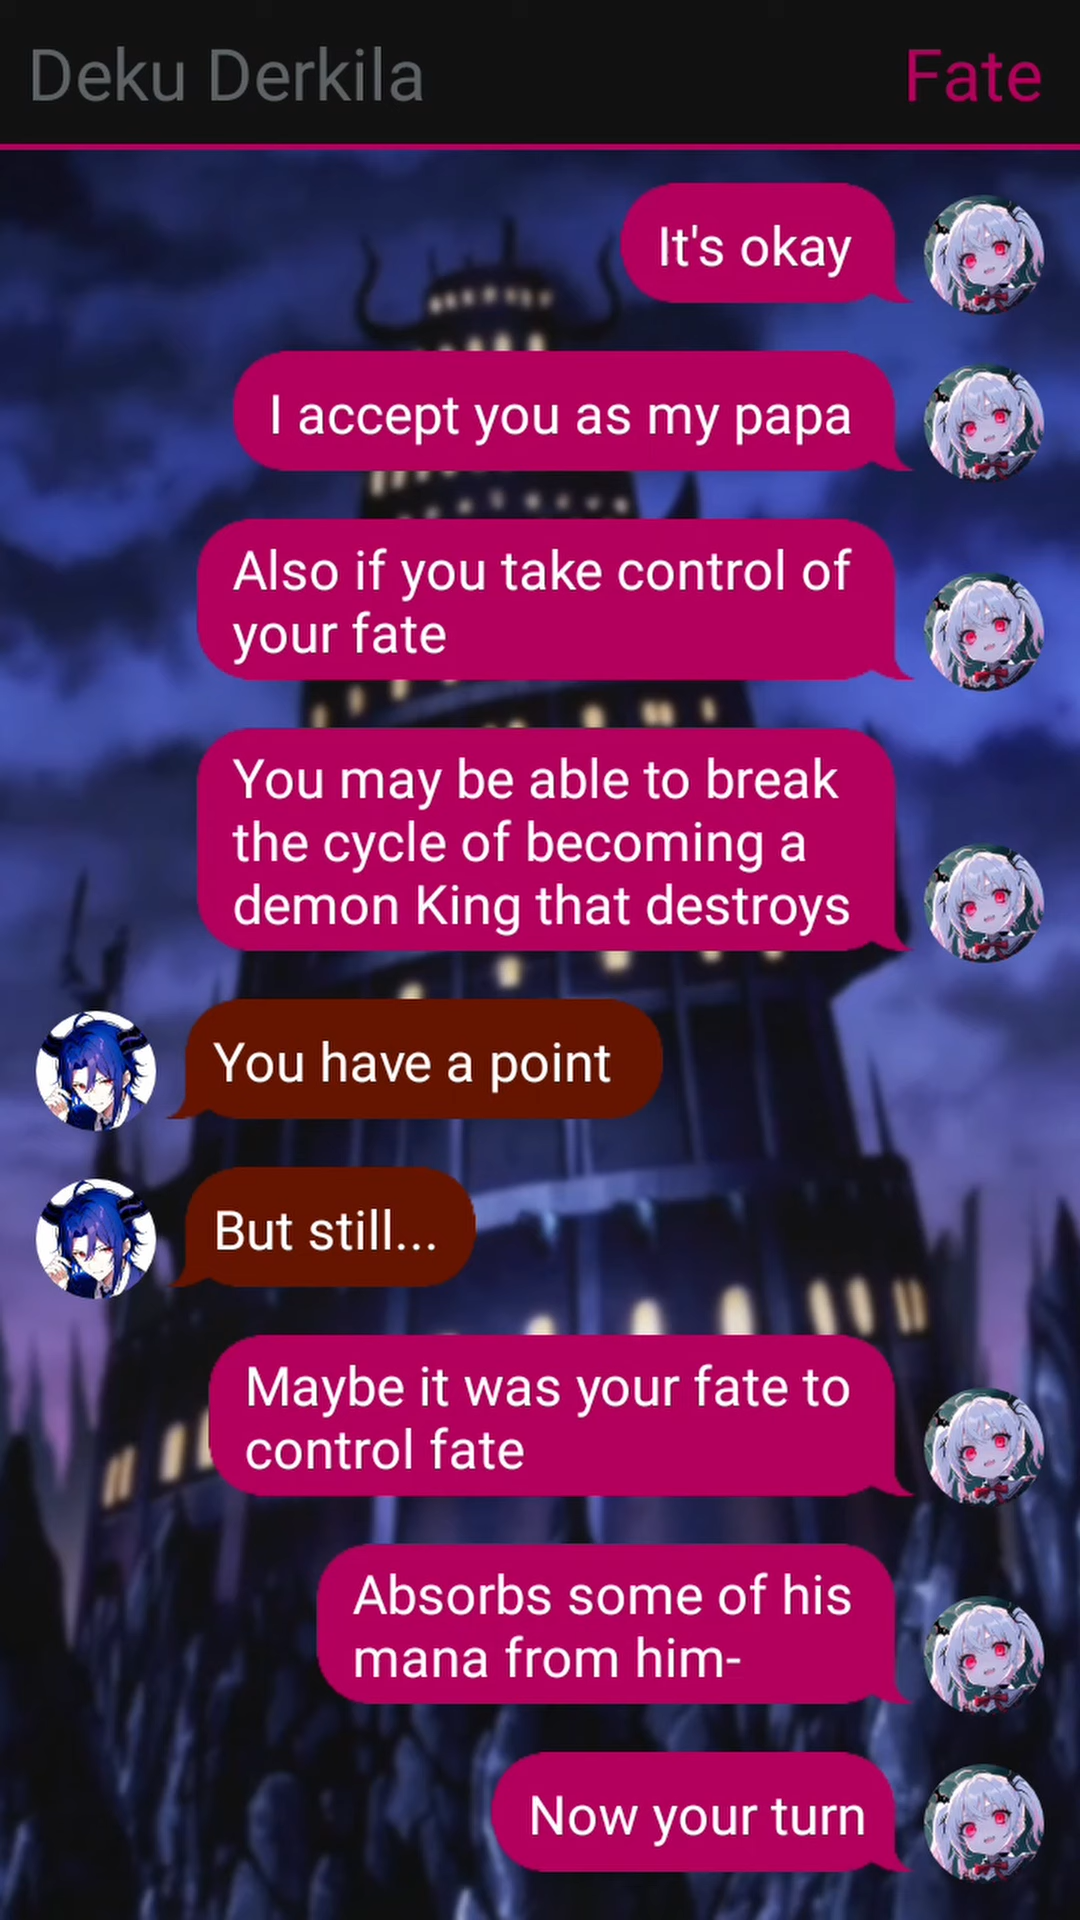 Deku Derkila
Fate
It's okay
I accept you as my papa
Also if you take control of
your fate
You may be able to break
the cycle of becoming a
demon King that destroys
You have a point
But still...
Maybe it was your fate to
control fate
Absorbs some of his
mana from him-
Now your turn